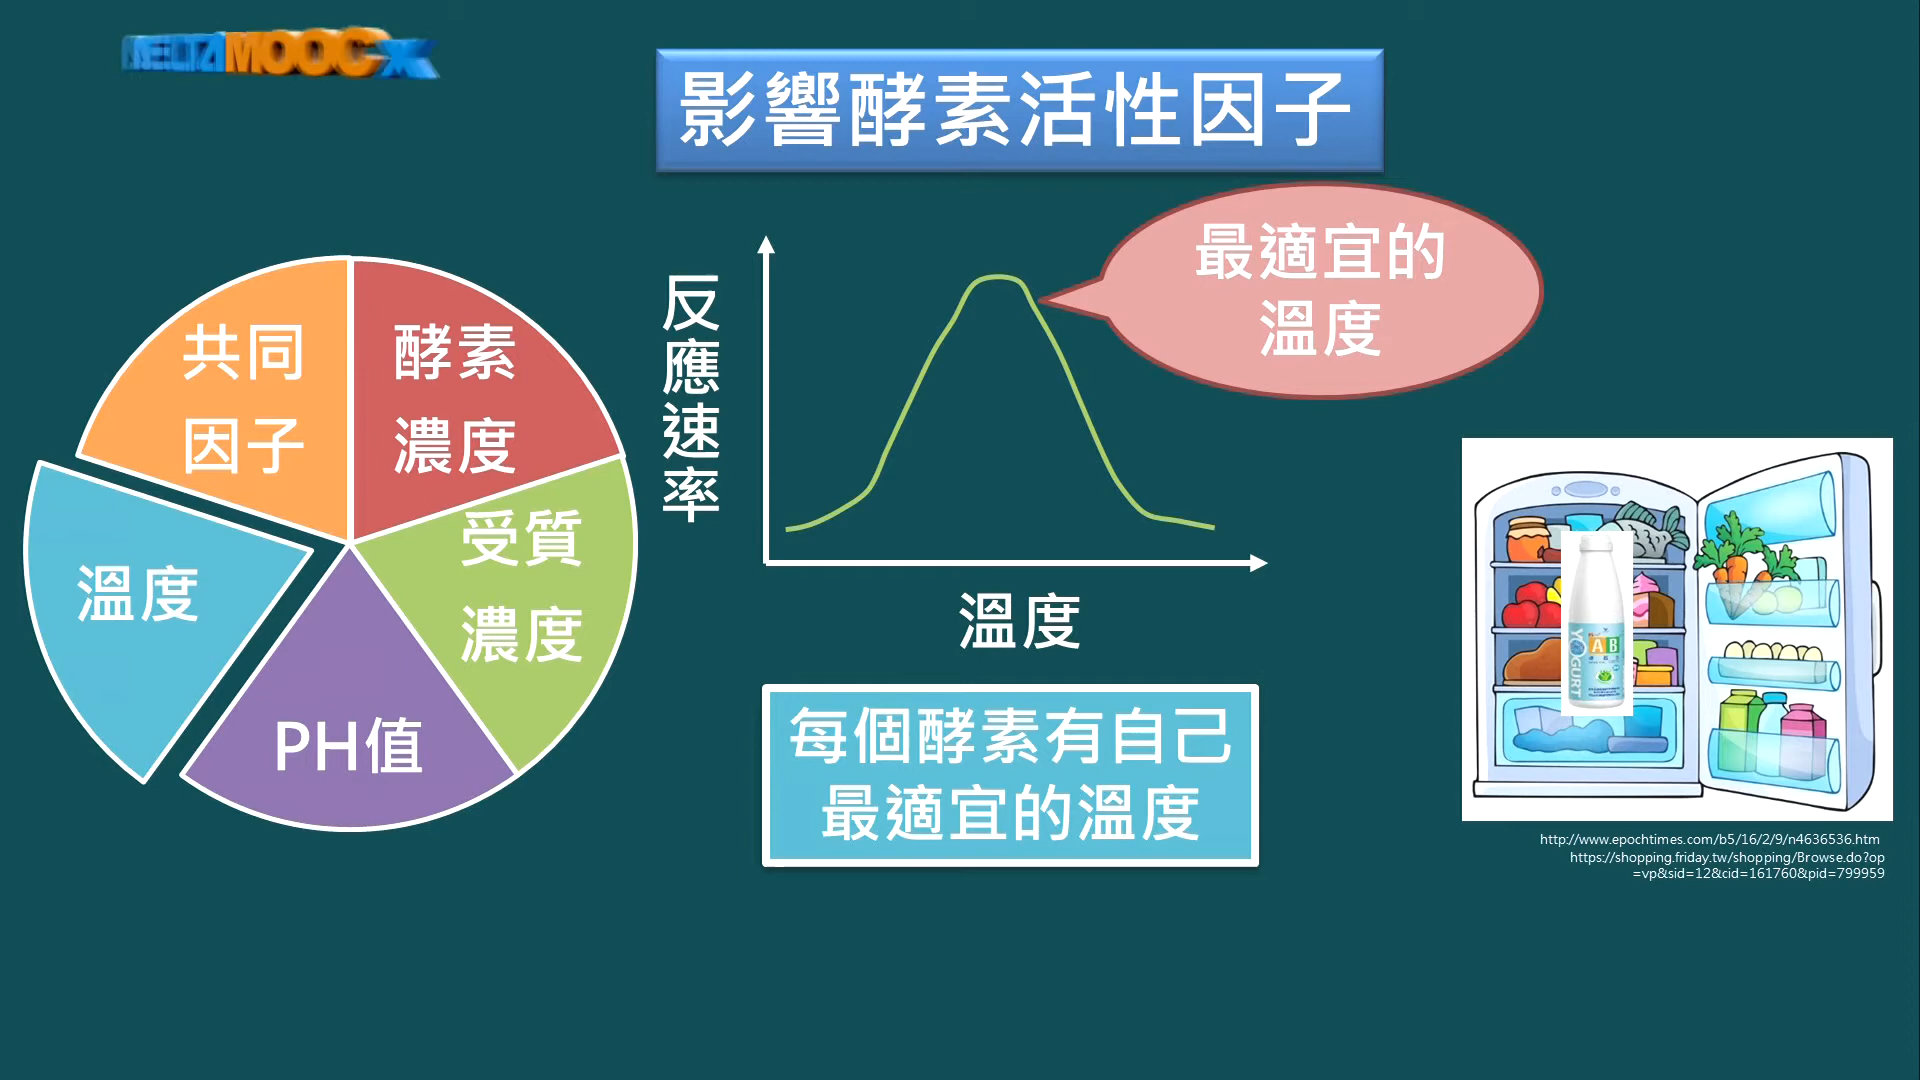 DELTAMOOCx
影響酵素活性因子
最適宜的
溫度
共同
因子
酵素
濃度
受質
濃度
PH值
溫度
反應速率
溫度
每個酵素有自己
最適宜的溫度
AB
YOGURT
http://www.epochtimes.com/b5/16/2/9/n4636536.htm
https://shopping.friday.tw/shopping/Browse.do?op
=vp&sid=12&cid=161760&pid=799959